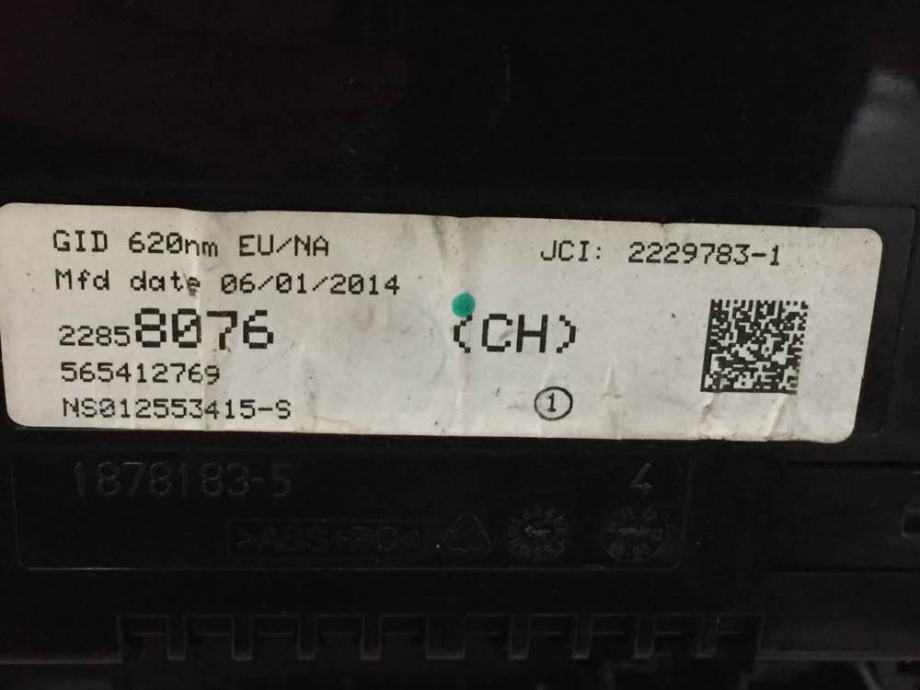 GID 620nm EU/NA
JCI: 2229783-1
Mfd date 06/01/2014
22858076
(CH)
565412769
NS012553415-S
1
1878183-5
4
>ABS+PC<